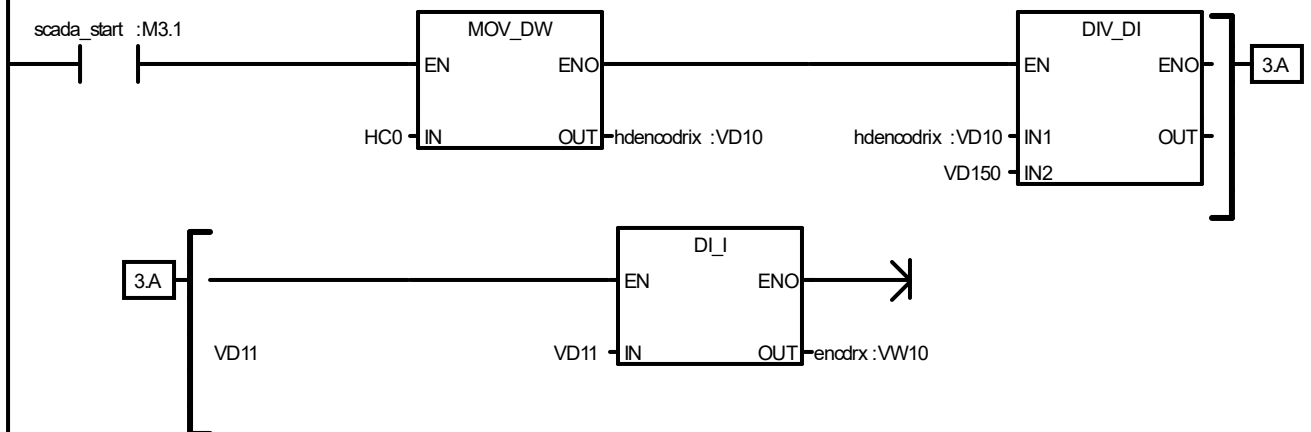 scada_start :M3.1
MOV_DW
EN ENO
HC0 IN OUT hdencodrix :VD10
DIV_DI
EN ENO
hdencodrix :VD10 IN1 OUT
VD150 IN2
3.A
3.A
VD11
DI_I
EN ENO
VD11 IN OUT encdrx :VW10